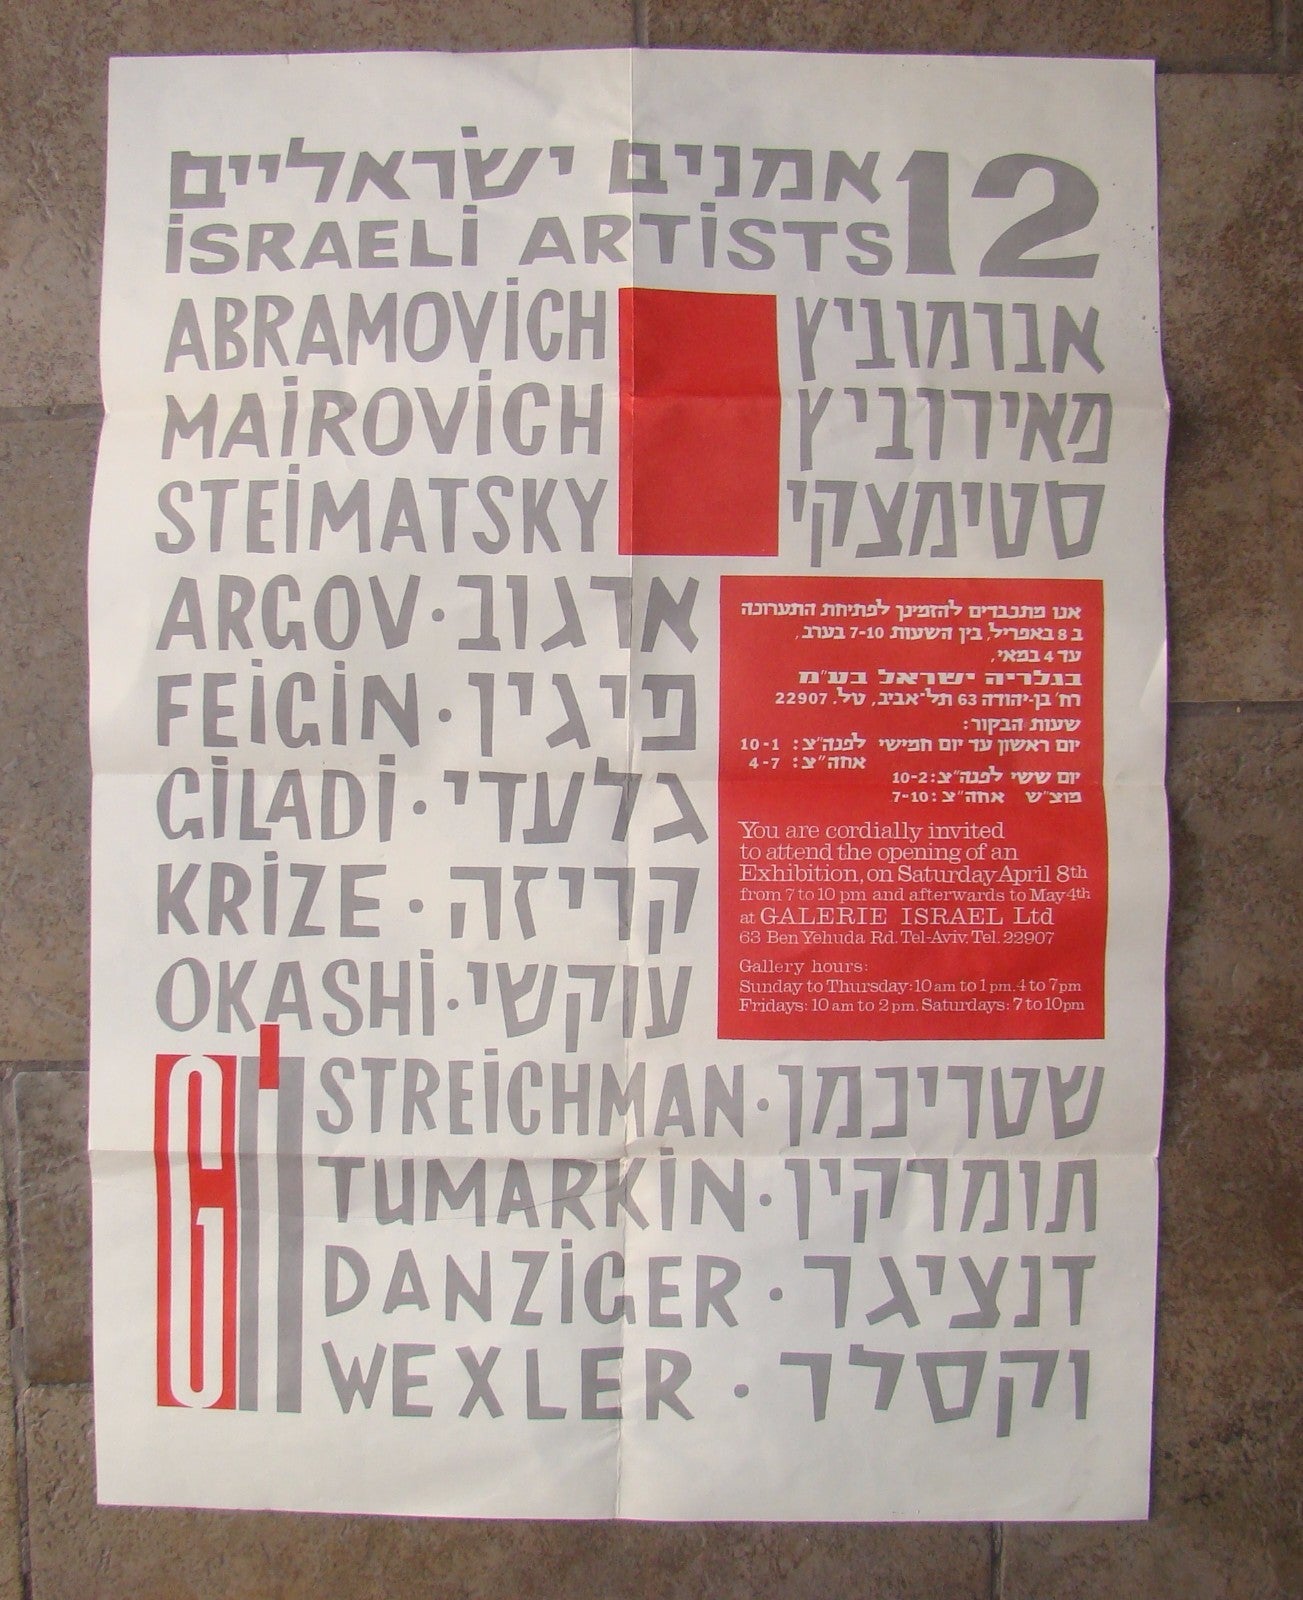 12 אמנים ישראליים
ISRAELI ARTISTS
ABRAMOVICH אברמוביץ
MAIROVICH מאירוביץ
STEIMATSKY סטימצקי
ARGOV · ארגוב
FEIGIN · פיגין
GILADI · גלעדי
KRIZE · קריזה
OKASHI · עוקשי
STREICHMAN · שטריכמן
TUMARKIN · תומרקין
DANZIGER · דנציגר
WEXLER · וקסלר
אנו מתכבדים להזמינך לפתיחת התערוכה
ב 8 באפריל, בין השעות 7-10 בערב,
עד 4 במאי,
בגלריה ישראל בע"מ
רח' בן-יהודה 63 תל-אביב, טל. 22907
שעות הבקור:
יום ראשון עד יום חמישי לפנה"צ: 10-1
אחה"צ: 4-7
יום ששי לפנה"צ: 10-2
מוצ"ש אחה"צ: 7-10
You are cordially invited
to attend the opening of an
Exhibition, on Saturday April 8th
from 7 to 10 pm and afterwards to May 4th
at GALERIE ISRAEL Ltd
63 Ben Yehuda Rd. Tel-Aviv. Tel. 22907
Gallery hours:
Sunday to Thursday: 10 am to 1 pm. 4 to 7 pm
Fridays: 10 am to 2 pm. Saturdays: 7 to 10 pm
Gi